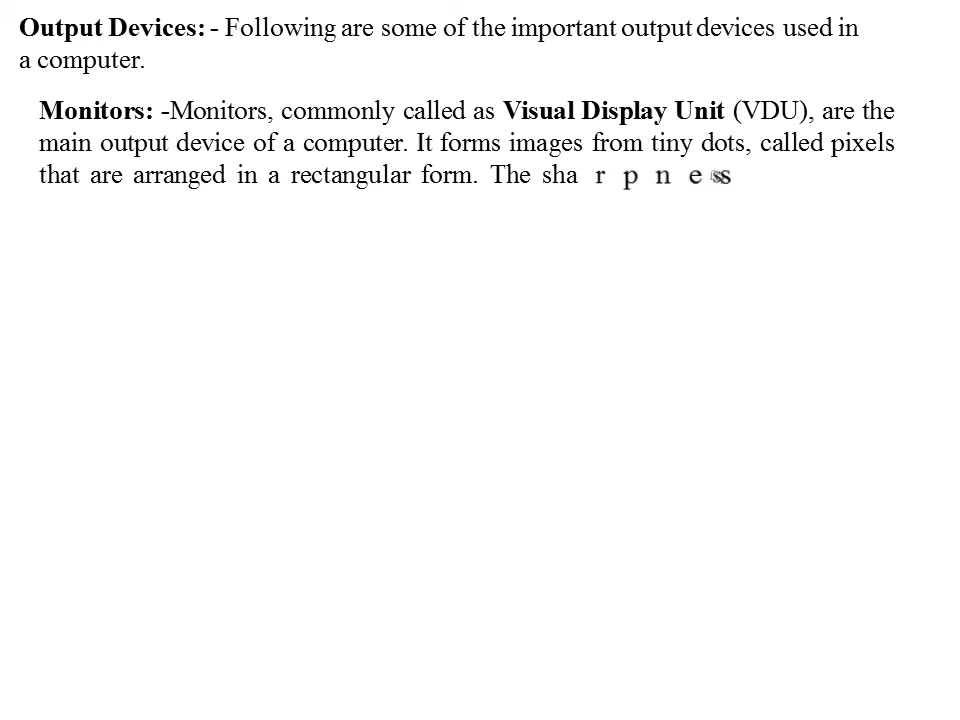 Output Devices: - Following are some of the important output devices used in
a computer.
Monitors: -Monitors, commonly called as Visual Display Unit (VDU), are the
main output device of a computer. It forms images from tiny dots, called pixels
that are arranged in a rectangular form. The sharpness